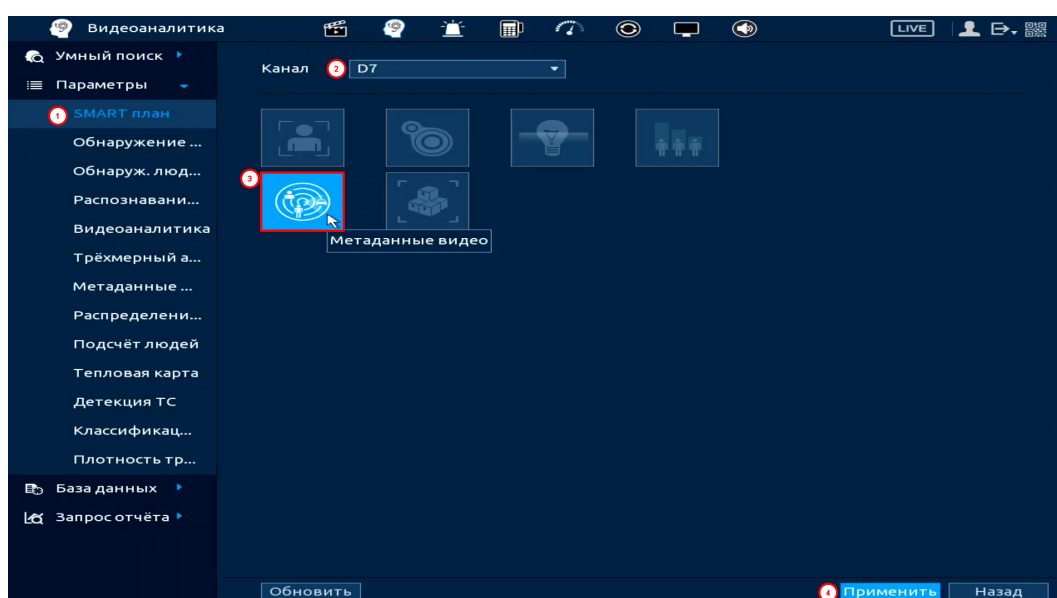 Видеоаналитика
LIVE
Умный поиск
Параметры
1 SMART план
Обнаружение ...
Обнаруж. люд...
Распознавани...
Видеоаналитика
Трёхмерный а...
Метаданные ...
Распределени...
Подсчёт людей
Тепловая карта
Детекция ТС
Классификац...
Плотность тр...
База данных
Запрос отчёта
Канал 2 D7
3
Метаданные видео
Обновить
4 Применить
Назад